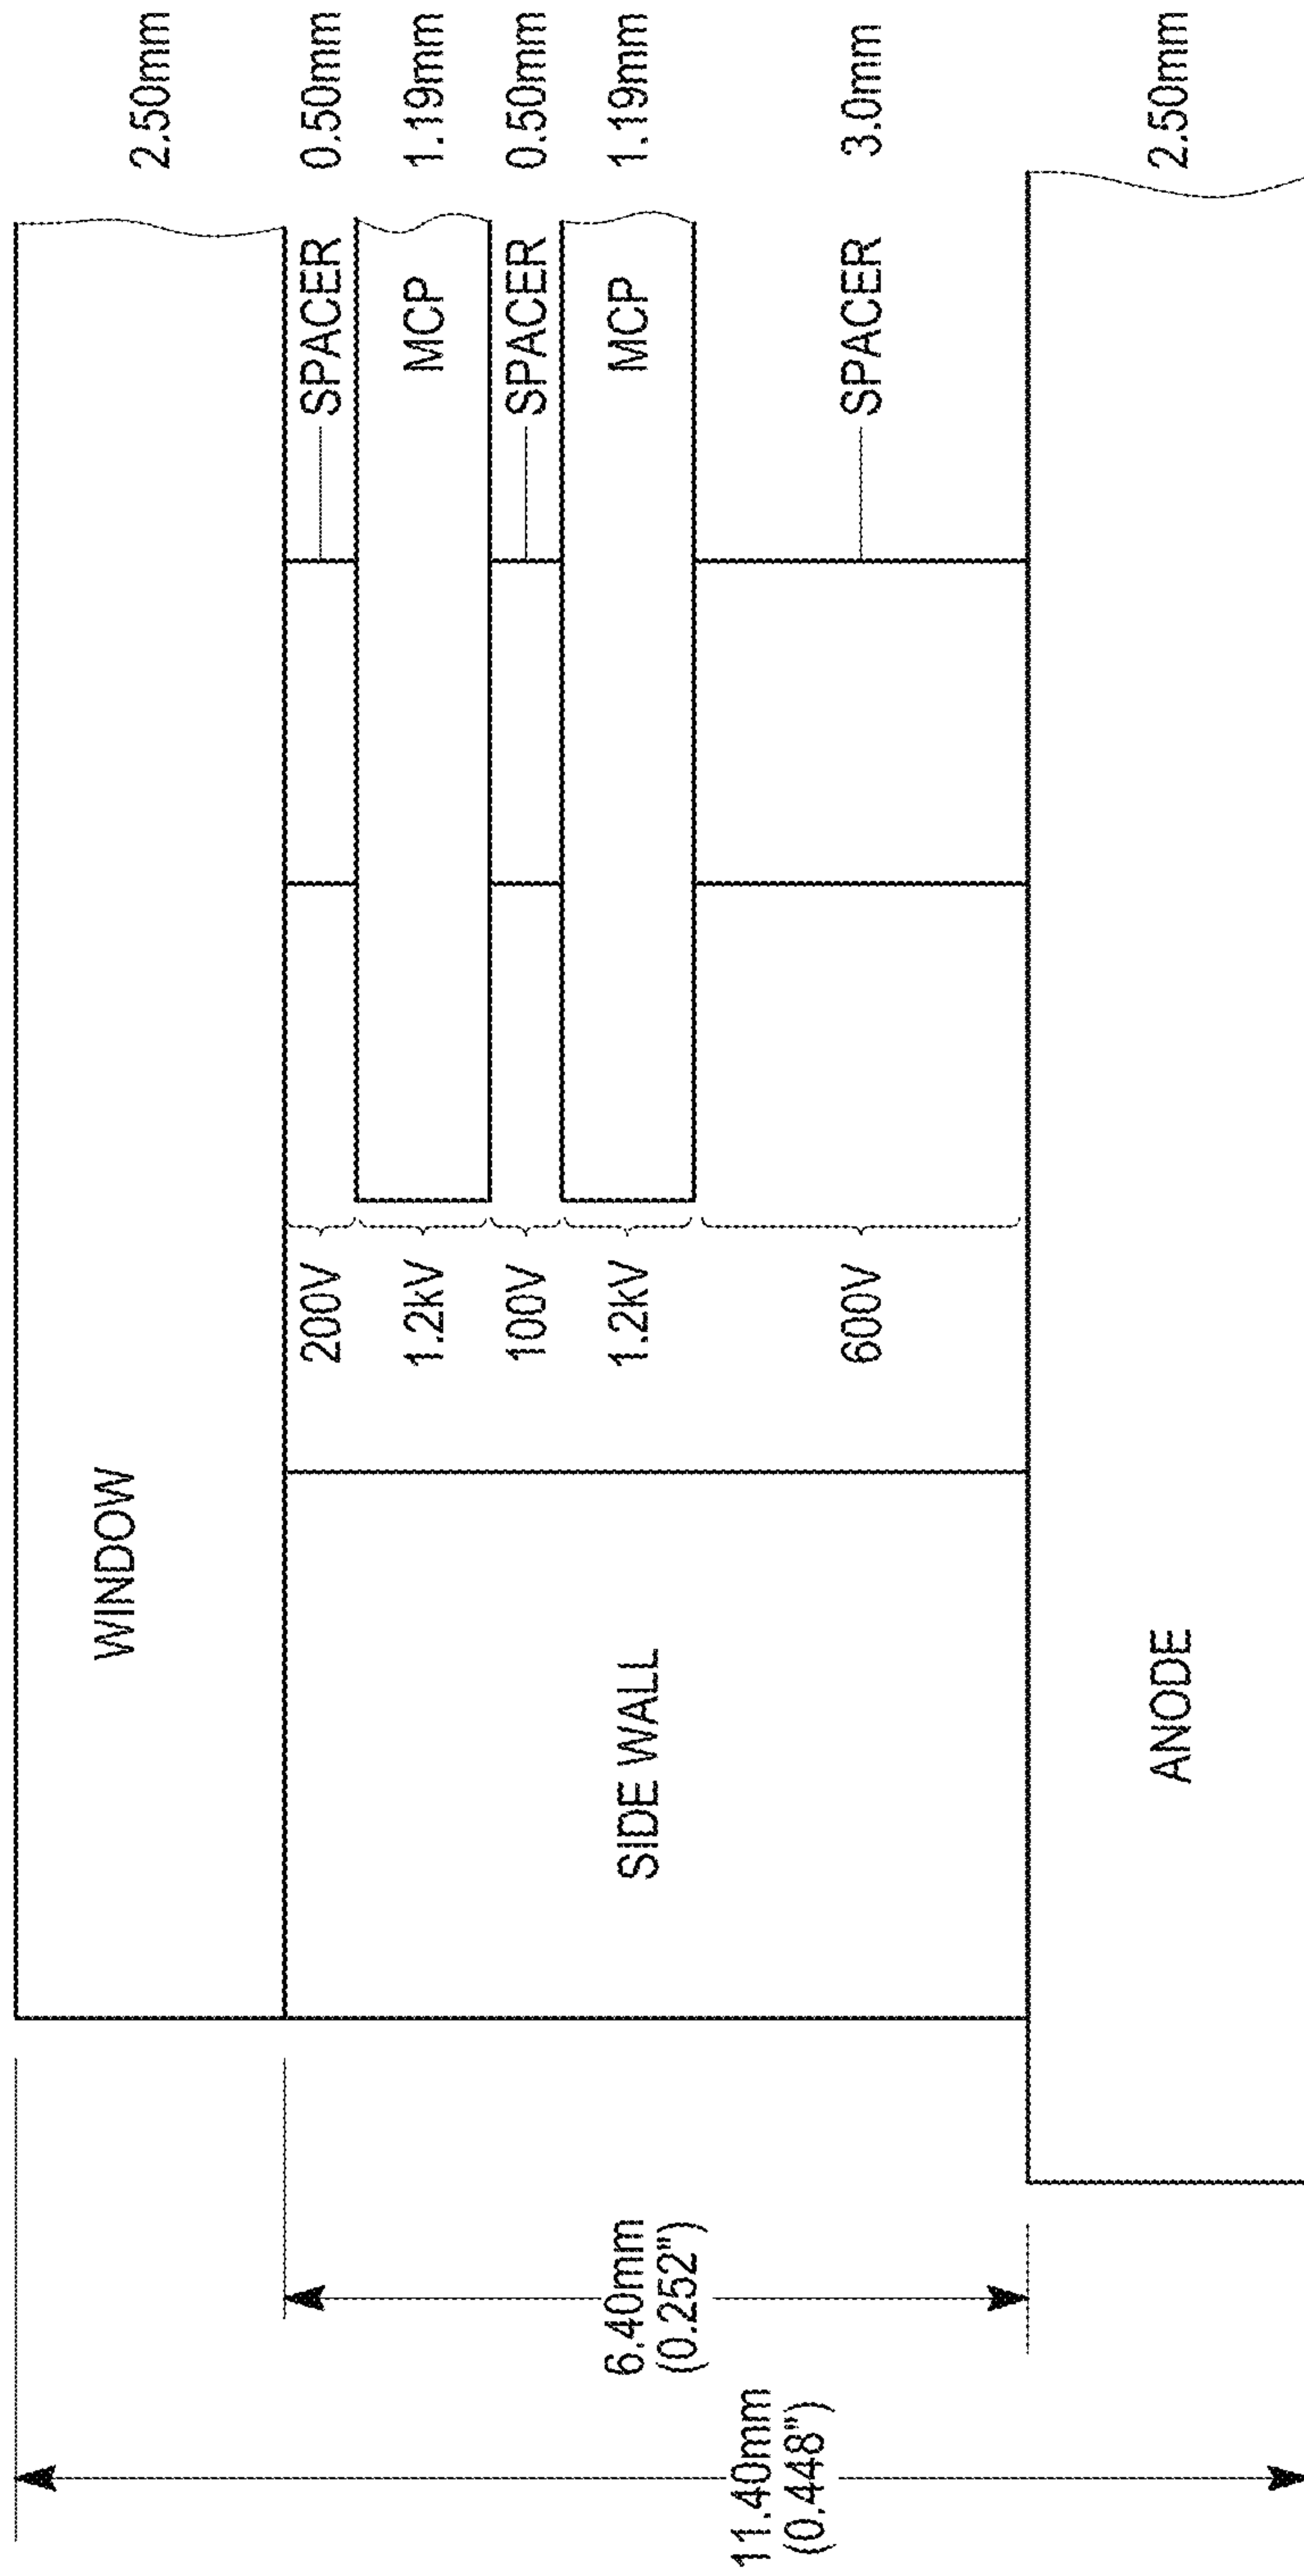 WINDOW
2.50mm
200V
SPACER
0.50mm
1.2kV
MCP
1.19mm
100V
SPACER
0.50mm
1.2kV
MCP
1.19mm
SIDE WALL
600V
SPACER
3.0mm
ANODE
2.50mm
6.40mm
(0.252")
11.40mm
(0.448")